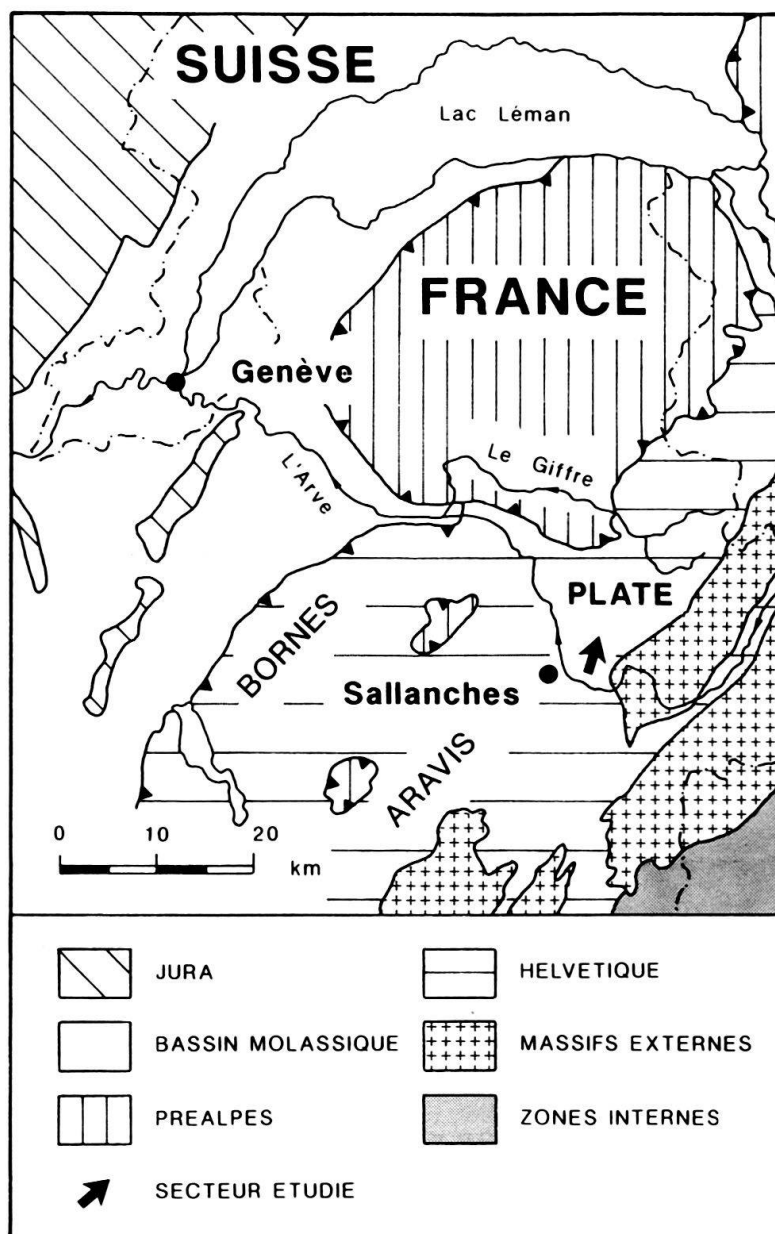 SUISSE
Lac Léman
FRANCE
Genève
Le Giffre
L'Arve
PLATE
BORNES
Sallanches
ARAVIS
0 10 20
km
JURA
HELVETIQUE
BASSIN MOLASSIQUE
MASSIFS EXTERNES
PREALPES
ZONES INTERNES
SECTEUR ETUDIE